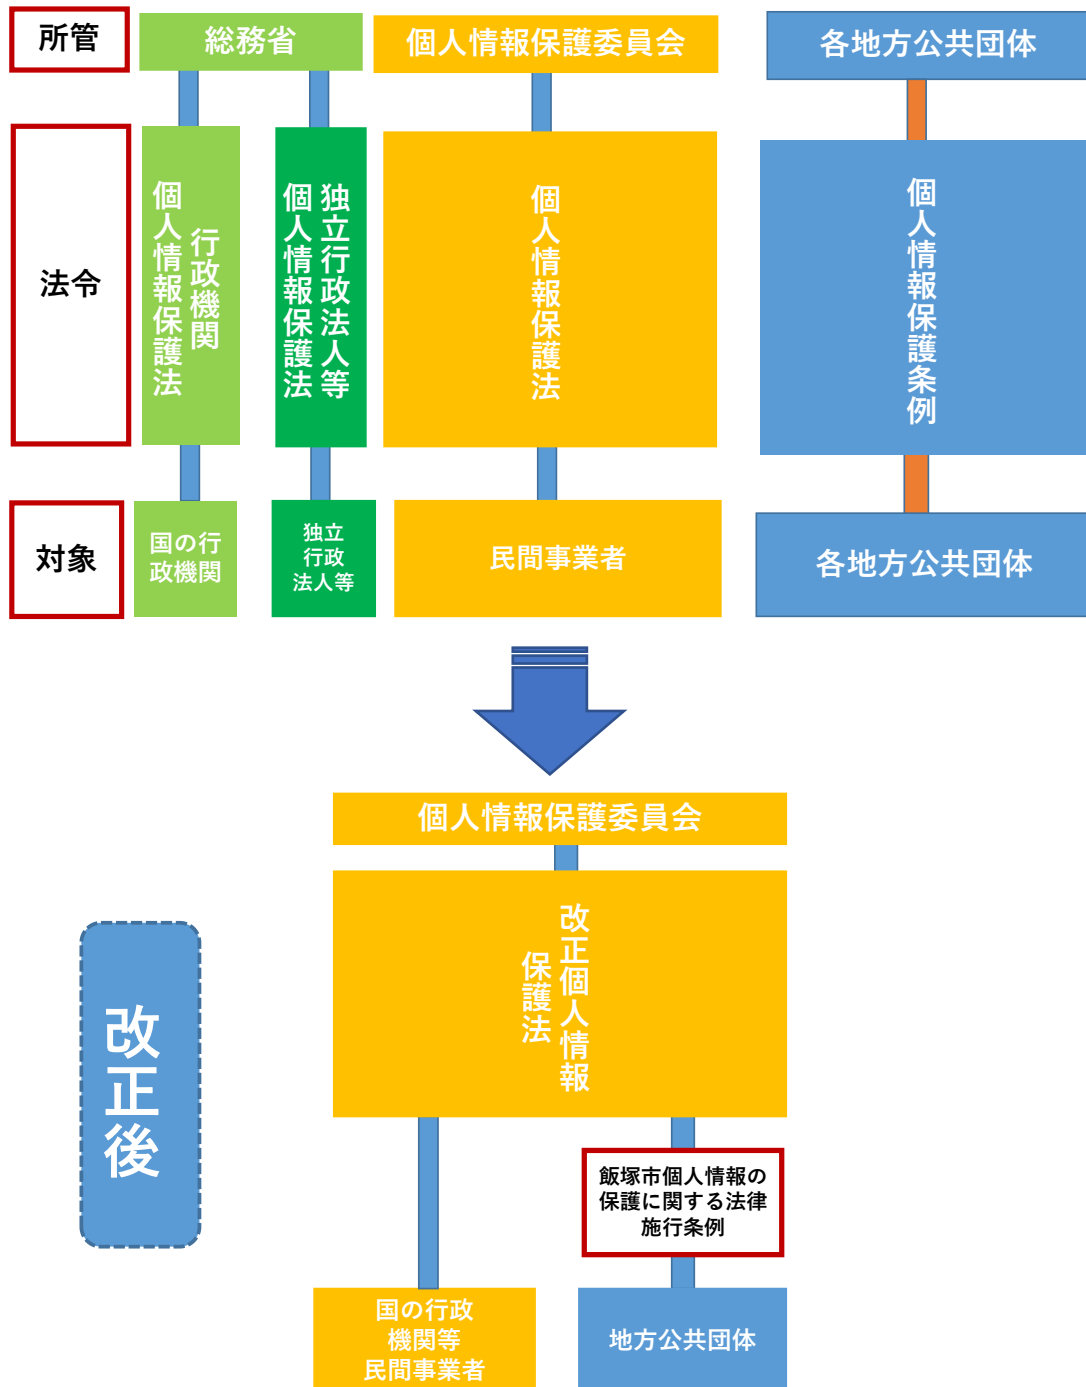 所管
総務省
個人情報保護委員会
各地方公共団体
法令
行政機関
個人情報保護法
独立行政法人等
個人情報保護法
個人情報保護法
個人情報保護条例
対象
国の行
政機関
独立
行政
法人等
民間事業者
各地方公共団体
個人情報保護委員会
改正個人情報
保護法
改正後
飯塚市個人情報の
保護に関する法律
施行条例
国の行政
機関等
民間事業者
地方公共団体